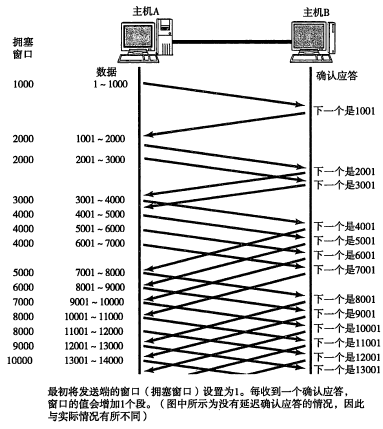 主机A 主机B
拥塞
窗口
数据 确认应答
1000 1~1000
下一个是1001
2000 1001~2000
2000 2001~3000
下一个是2001
下一个是3001
3000 3001~4000
4000 4001~5000
下一个是4001
4000 5001~6000
下一个是5001
4000 6001~7000
下一个是6001
下一个是7001
5000 7001~8000
6000 8001~9000
下一个是8001
7000 9001~10000
下一个是9001
8000 10001~11000
下一个是10001
8000 11001~12000
下一个是11001
9000 12001~13000
下一个是12001
10000 13001~14000
下一个是13001
最初将发送端的窗口(拥塞窗口)设置为1。每收到一个确认应答,
窗口的值会增加1个段。(图中所示为没有延迟确认应答的情况,因此
与实际情况有所不同)